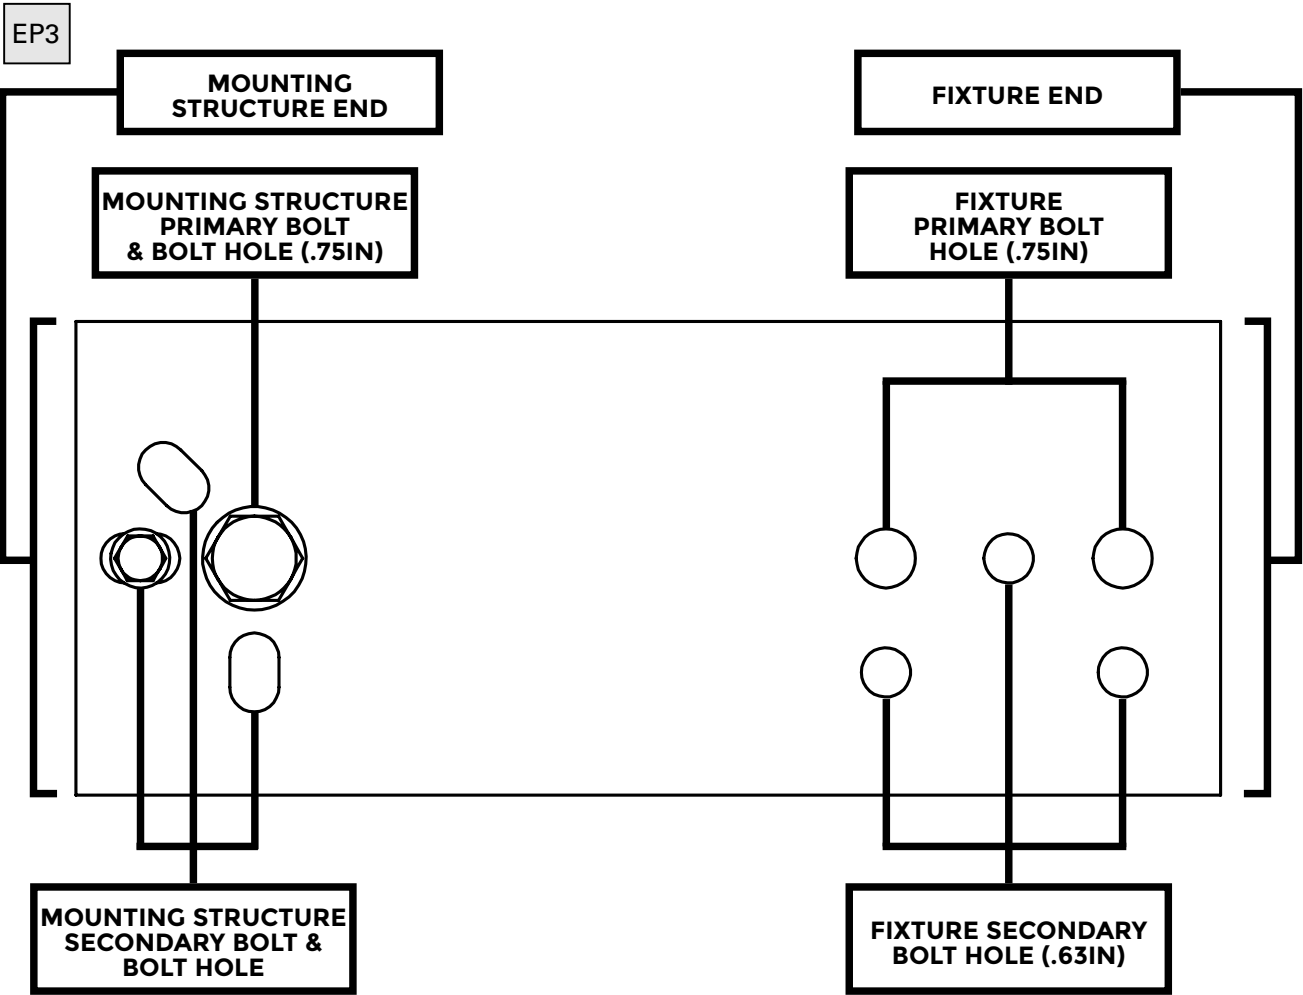 EP3
MOUNTING
STRUCTURE END
FIXTURE END
MOUNTING STRUCTURE
PRIMARY BOLT
& BOLT HOLE (.75IN)
FIXTURE
PRIMARY BOLT
HOLE (.75IN)
MOUNTING STRUCTURE
SECONDARY BOLT &
BOLT HOLE
FIXTURE SECONDARY
BOLT HOLE (.63IN)